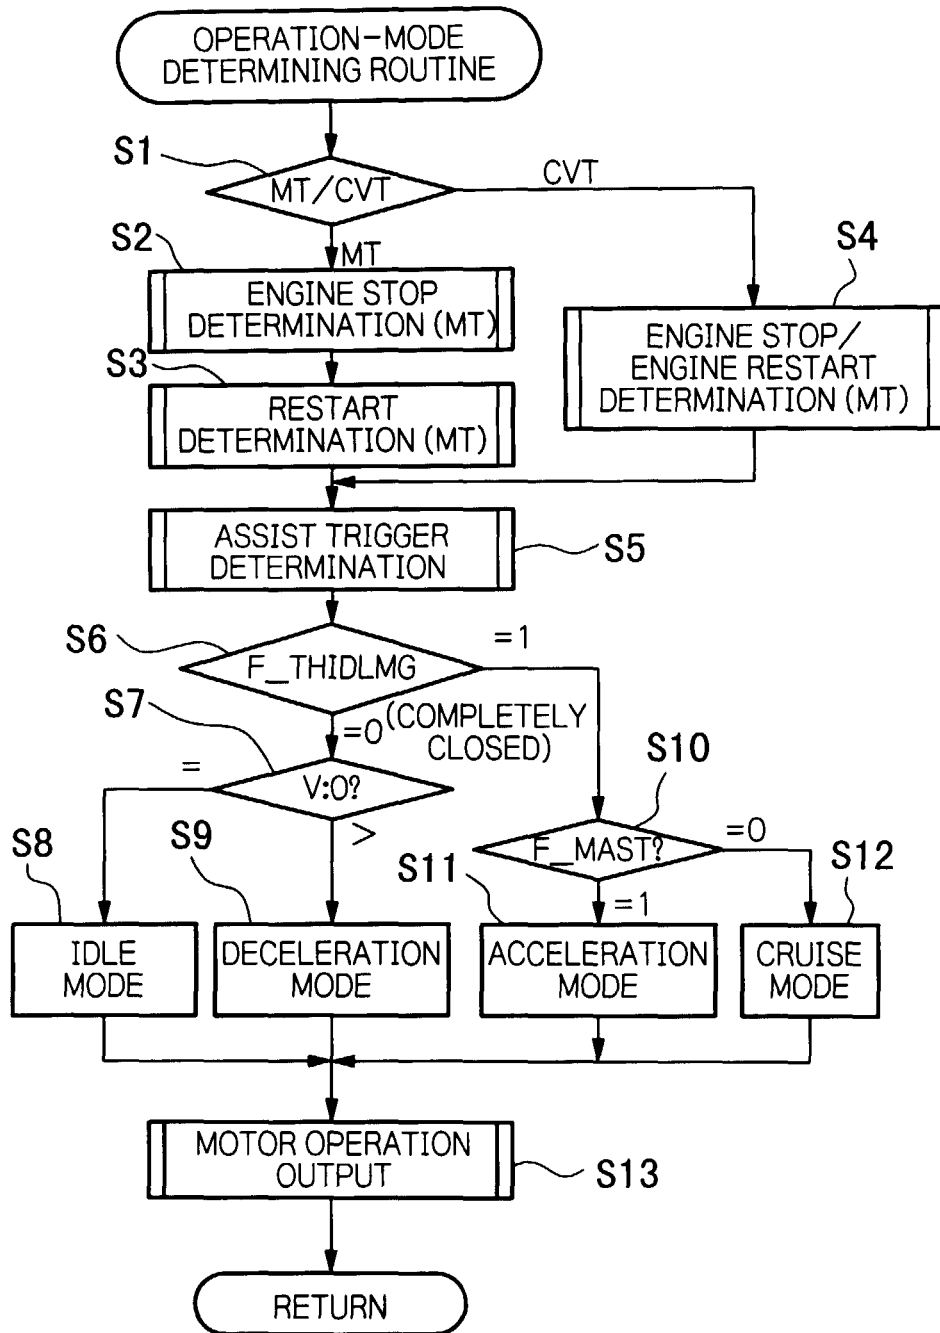 OPERATION-MODE
DETERMINING ROUTINE
S1
MT/CVT
CVT
MT
S2
ENGINE STOP
DETERMINATION (MT)
S4
ENGINE STOP/
ENGINE RESTART
DETERMINATION (MT)
S3
RESTART
DETERMINATION (MT)
ASSIST TRIGGER
DETERMINATION
S5
S6
F_THIDLMG
=1
=0
(COMPLETELY
CLOSED)
S7
V:0?
=
>
S10
F_MAST?
=0
=1
S8
IDLE
MODE
S9
DECELERATION
MODE
S11
ACCELERATION
MODE
S12
CRUISE
MODE
MOTOR OPERATION
OUTPUT
S13
RETURN